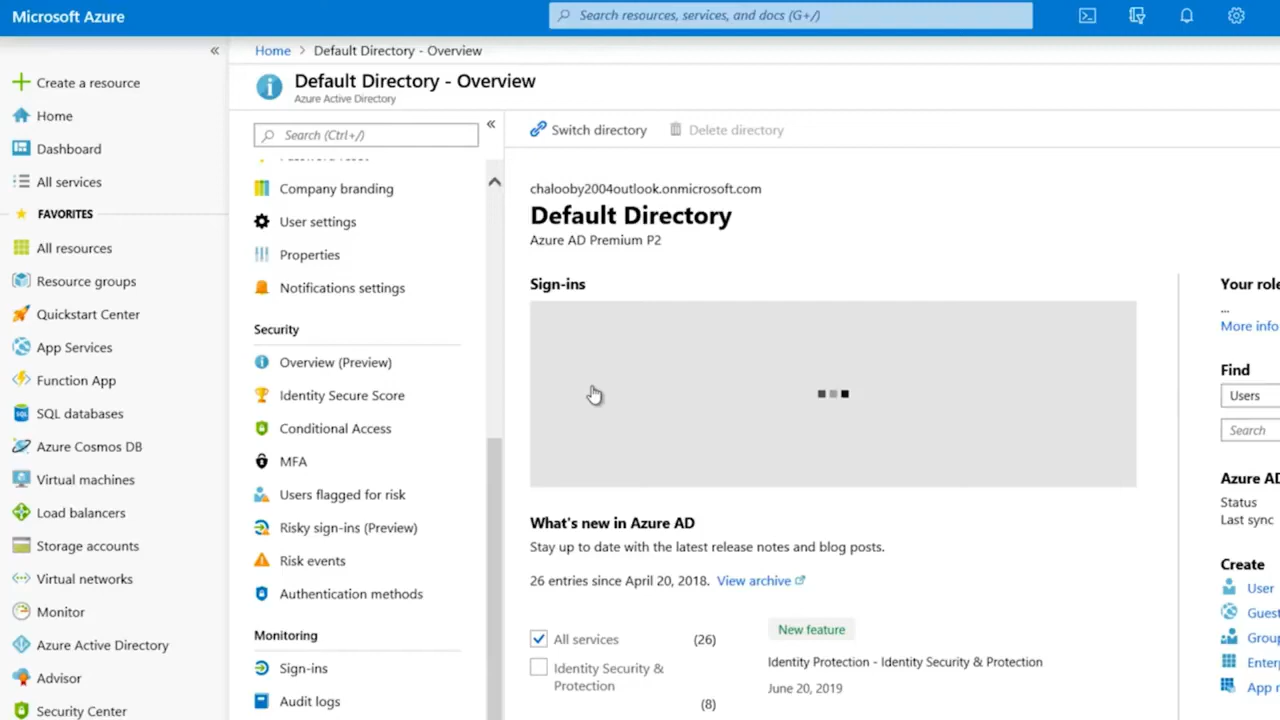 Microsoft Azure
Search resources, services, and docs (G+/)
«
Create a resource
Home
Dashboard
All services
FAVORITES
All resources
Resource groups
Quickstart Center
App Services
Function App
SQL databases
Azure Cosmos DB
Virtual machines
Load balancers
Storage accounts
Virtual networks
Monitor
Azure Active Directory
Advisor
Security Center
Home > Default Directory - Overview
Default Directory - Overview
Azure Active Directory
Search (Ctrl+/)
«
Company branding
User settings
Properties
Notifications settings
Security
Overview (Preview)
Identity Secure Score
Conditional Access
MFA
Users flagged for risk
Risky sign-ins (Preview)
Risk events
Authentication methods
Monitoring
Sign-ins
Audit logs
Switch directory
Delete directory
chalooby2004outlook.onmicrosoft.com
Default Directory
Azure AD Premium P2
Sign-ins
What's new in Azure AD
Stay up to date with the latest release notes and blog posts.
26 entries since April 20, 2018. View archive
All services (26)
Identity Security &
Protection
(8)
New feature
Identity Protection - Identity Security & Protection
June 20, 2019
Your role
...
More info
Find
Users
Search
Azure AD
Status
Last sync
Create
User
Guest